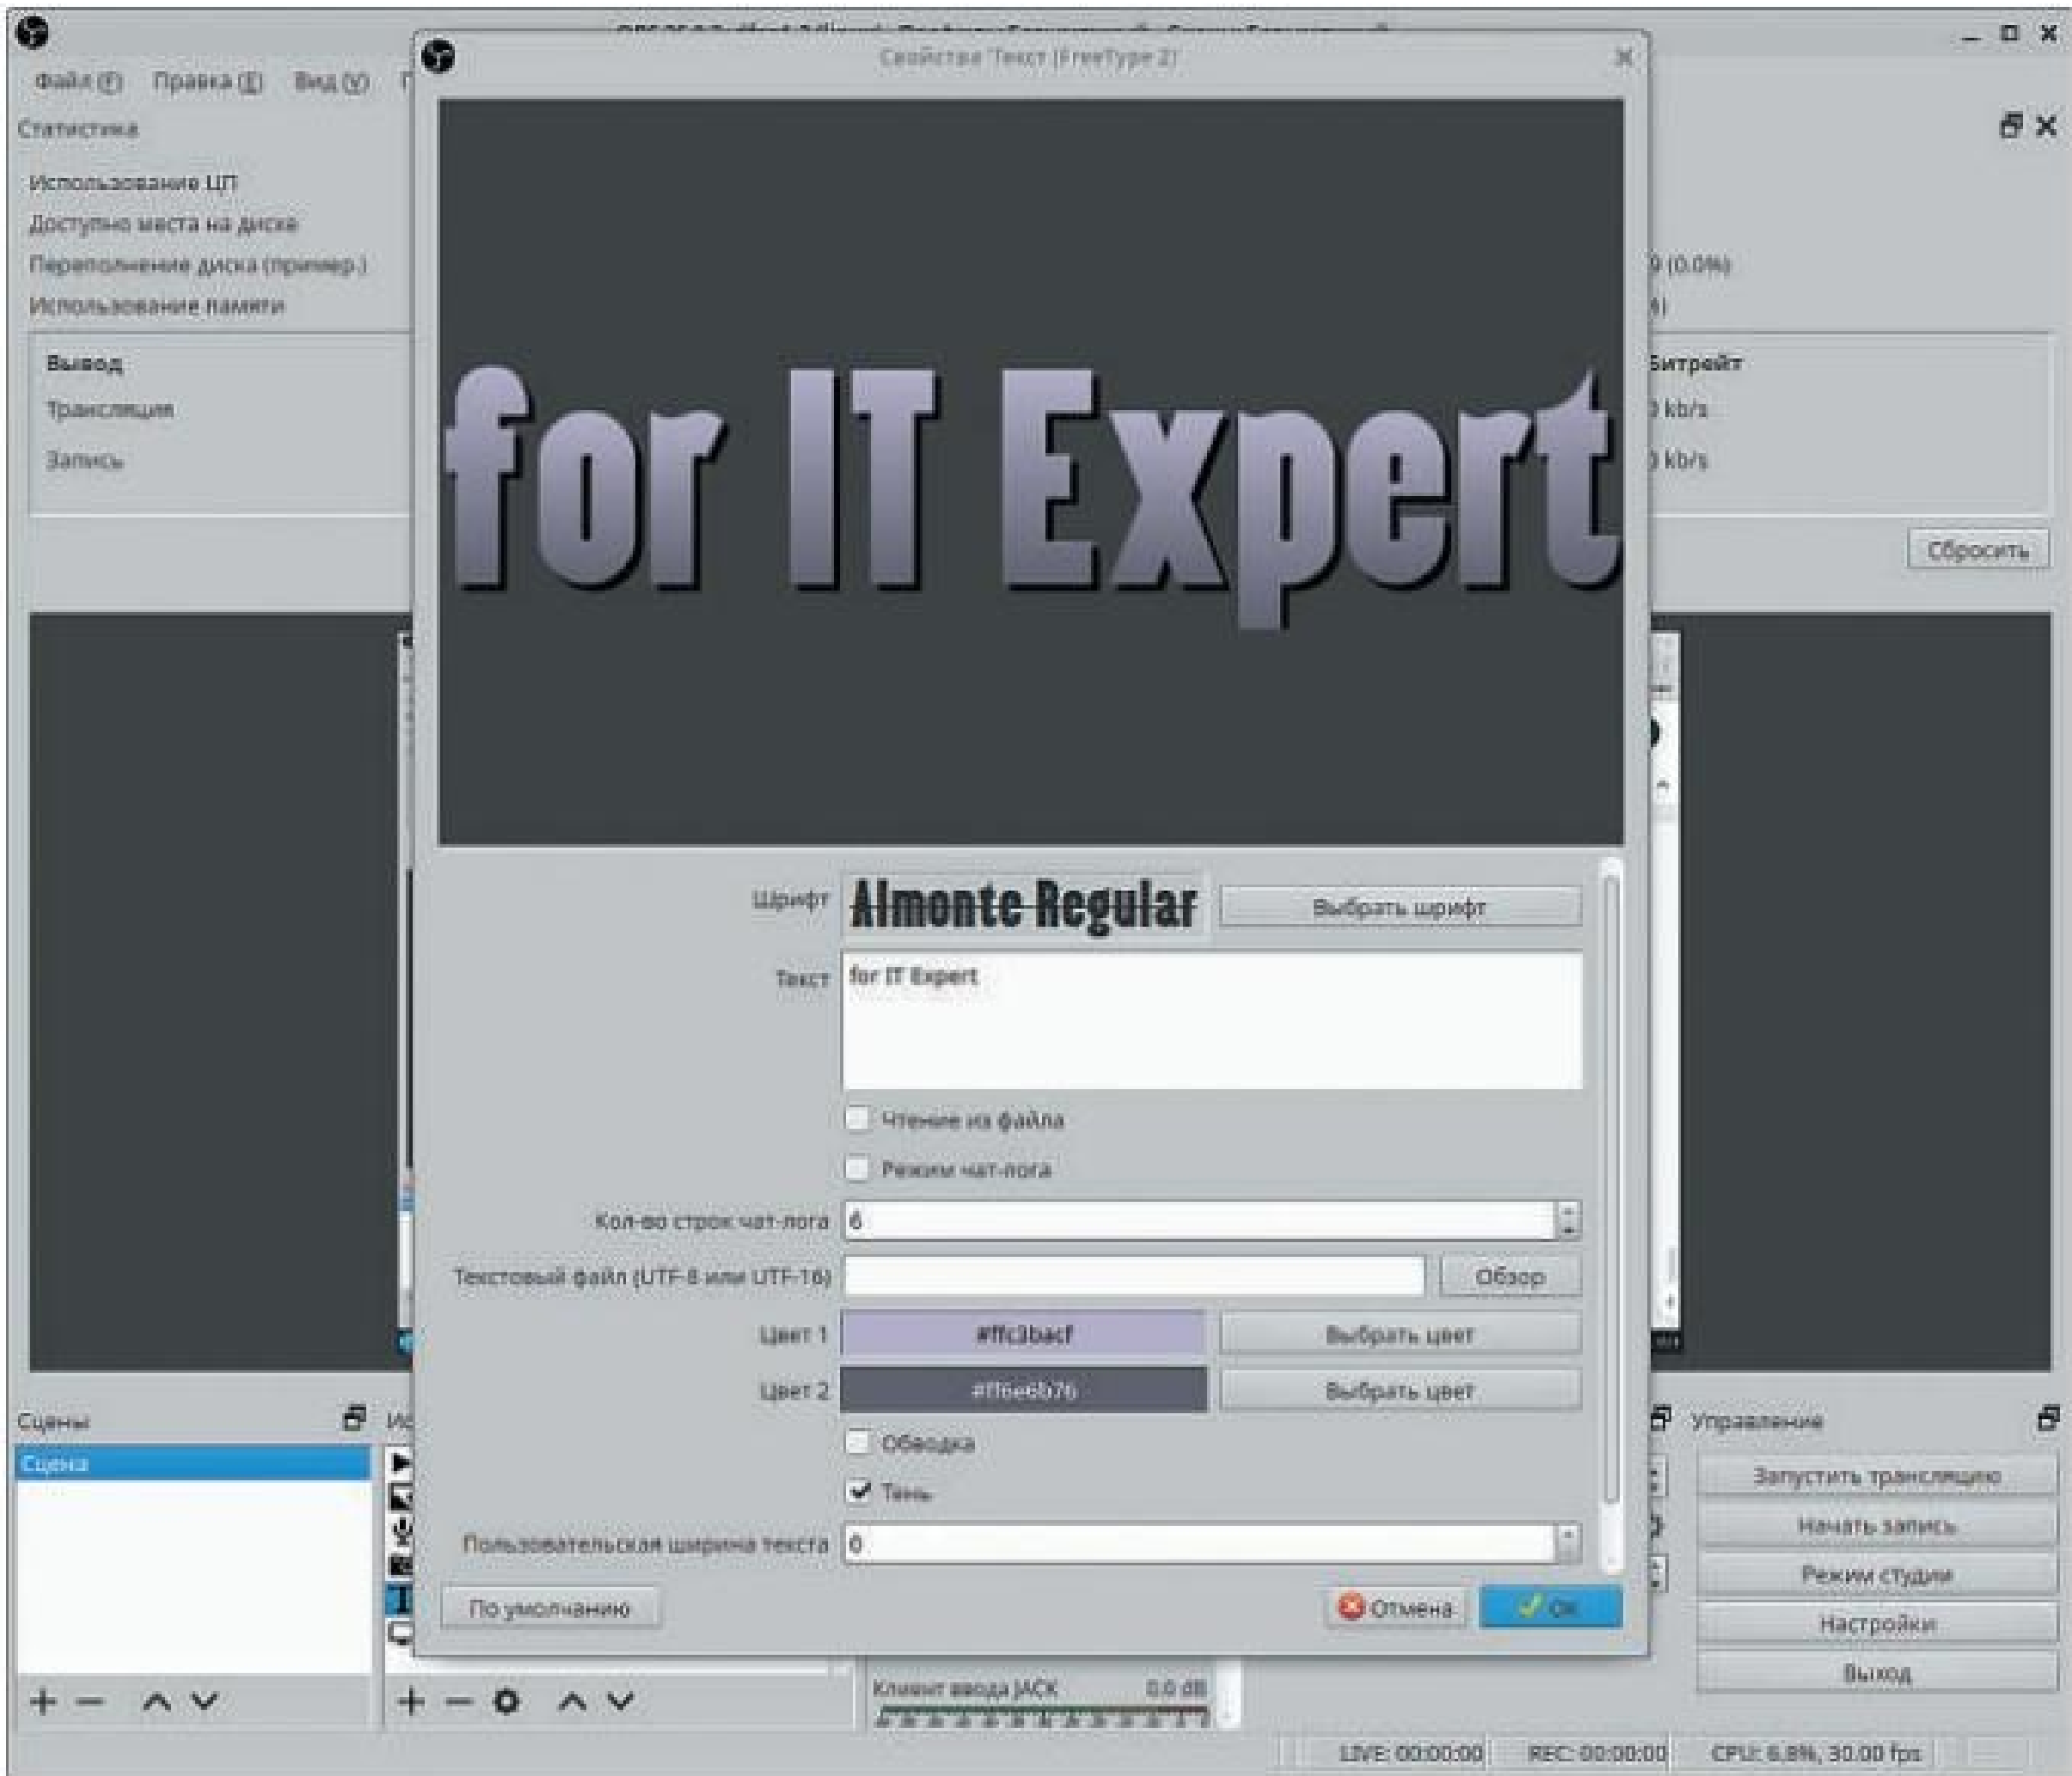 Свойства 'Текст (FreeType 2)'
Файл (F) Правка (E) Вид (V)
Статистика
Использование ЦП
Доступно места на диске
Переполнение диска (пример.)
9 (0.0%)
Использование памяти
Вывод
Битрейт
Трансляция
kb/s
Запись
kb/s
Сбросить
for IT Expert
Шрифт Almonte Regular Выбрать шрифт
Текст for IT Expert
Чтение из файла
Режим чат-лога
Кол-во строк чат-лога 6
Текстовый файл (UTF-8 или UTF-16) Обзор
Цвет 1 #ffc3bacf Выбрать цвет
Цвет 2 #ff6e6b76 Выбрать цвет
Обводка
Тень
Пользовательская ширина текста 0
По умолчанию Отмена ОК
Сцены
Сцена
Управление
Запустить трансляцию
Начать запись
Режим студии
Настройки
Выход
Клиент ввода JACK 0.0 dB
LIVE: 00:00:00 REC: 00:00:00 CPU: 6,8%, 30.00 fps